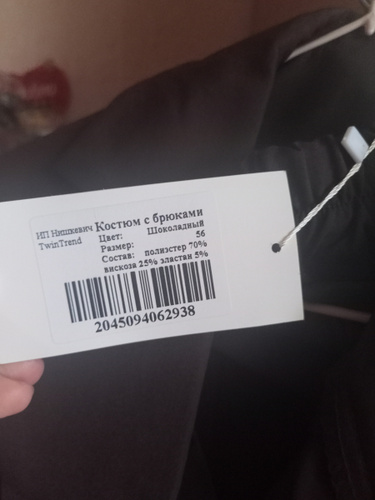 ИП Нишкевич
TwinTrend
Костюм с брюками
Цвет: Шоколадный
Размер: 56
Состав: полиэстер 70%
вискоза 25% эластан 5%
2045094062938